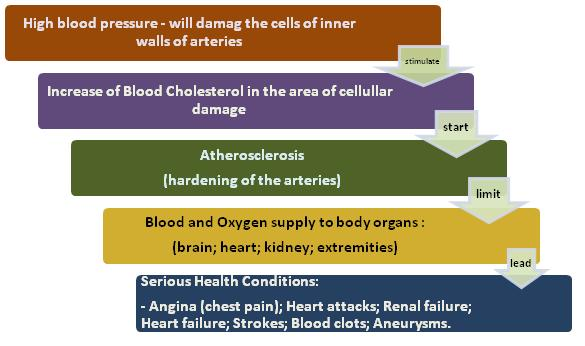 High blood pressure - will damag the cells of inner
walls of arteries
stimulate
Increase of Blood Cholesterol in the area of cellullar
damage
start
Atherosclerosis
(hardening of the arteries)
limit
Blood and Oxygen supply to body organs :
(brain; heart; kidney; extremities)
lead
Serious Health Conditions:
- Angina (chest pain); Heart attacks; Renal failure;
Heart failure; Strokes; Blood clots; Aneurysms.